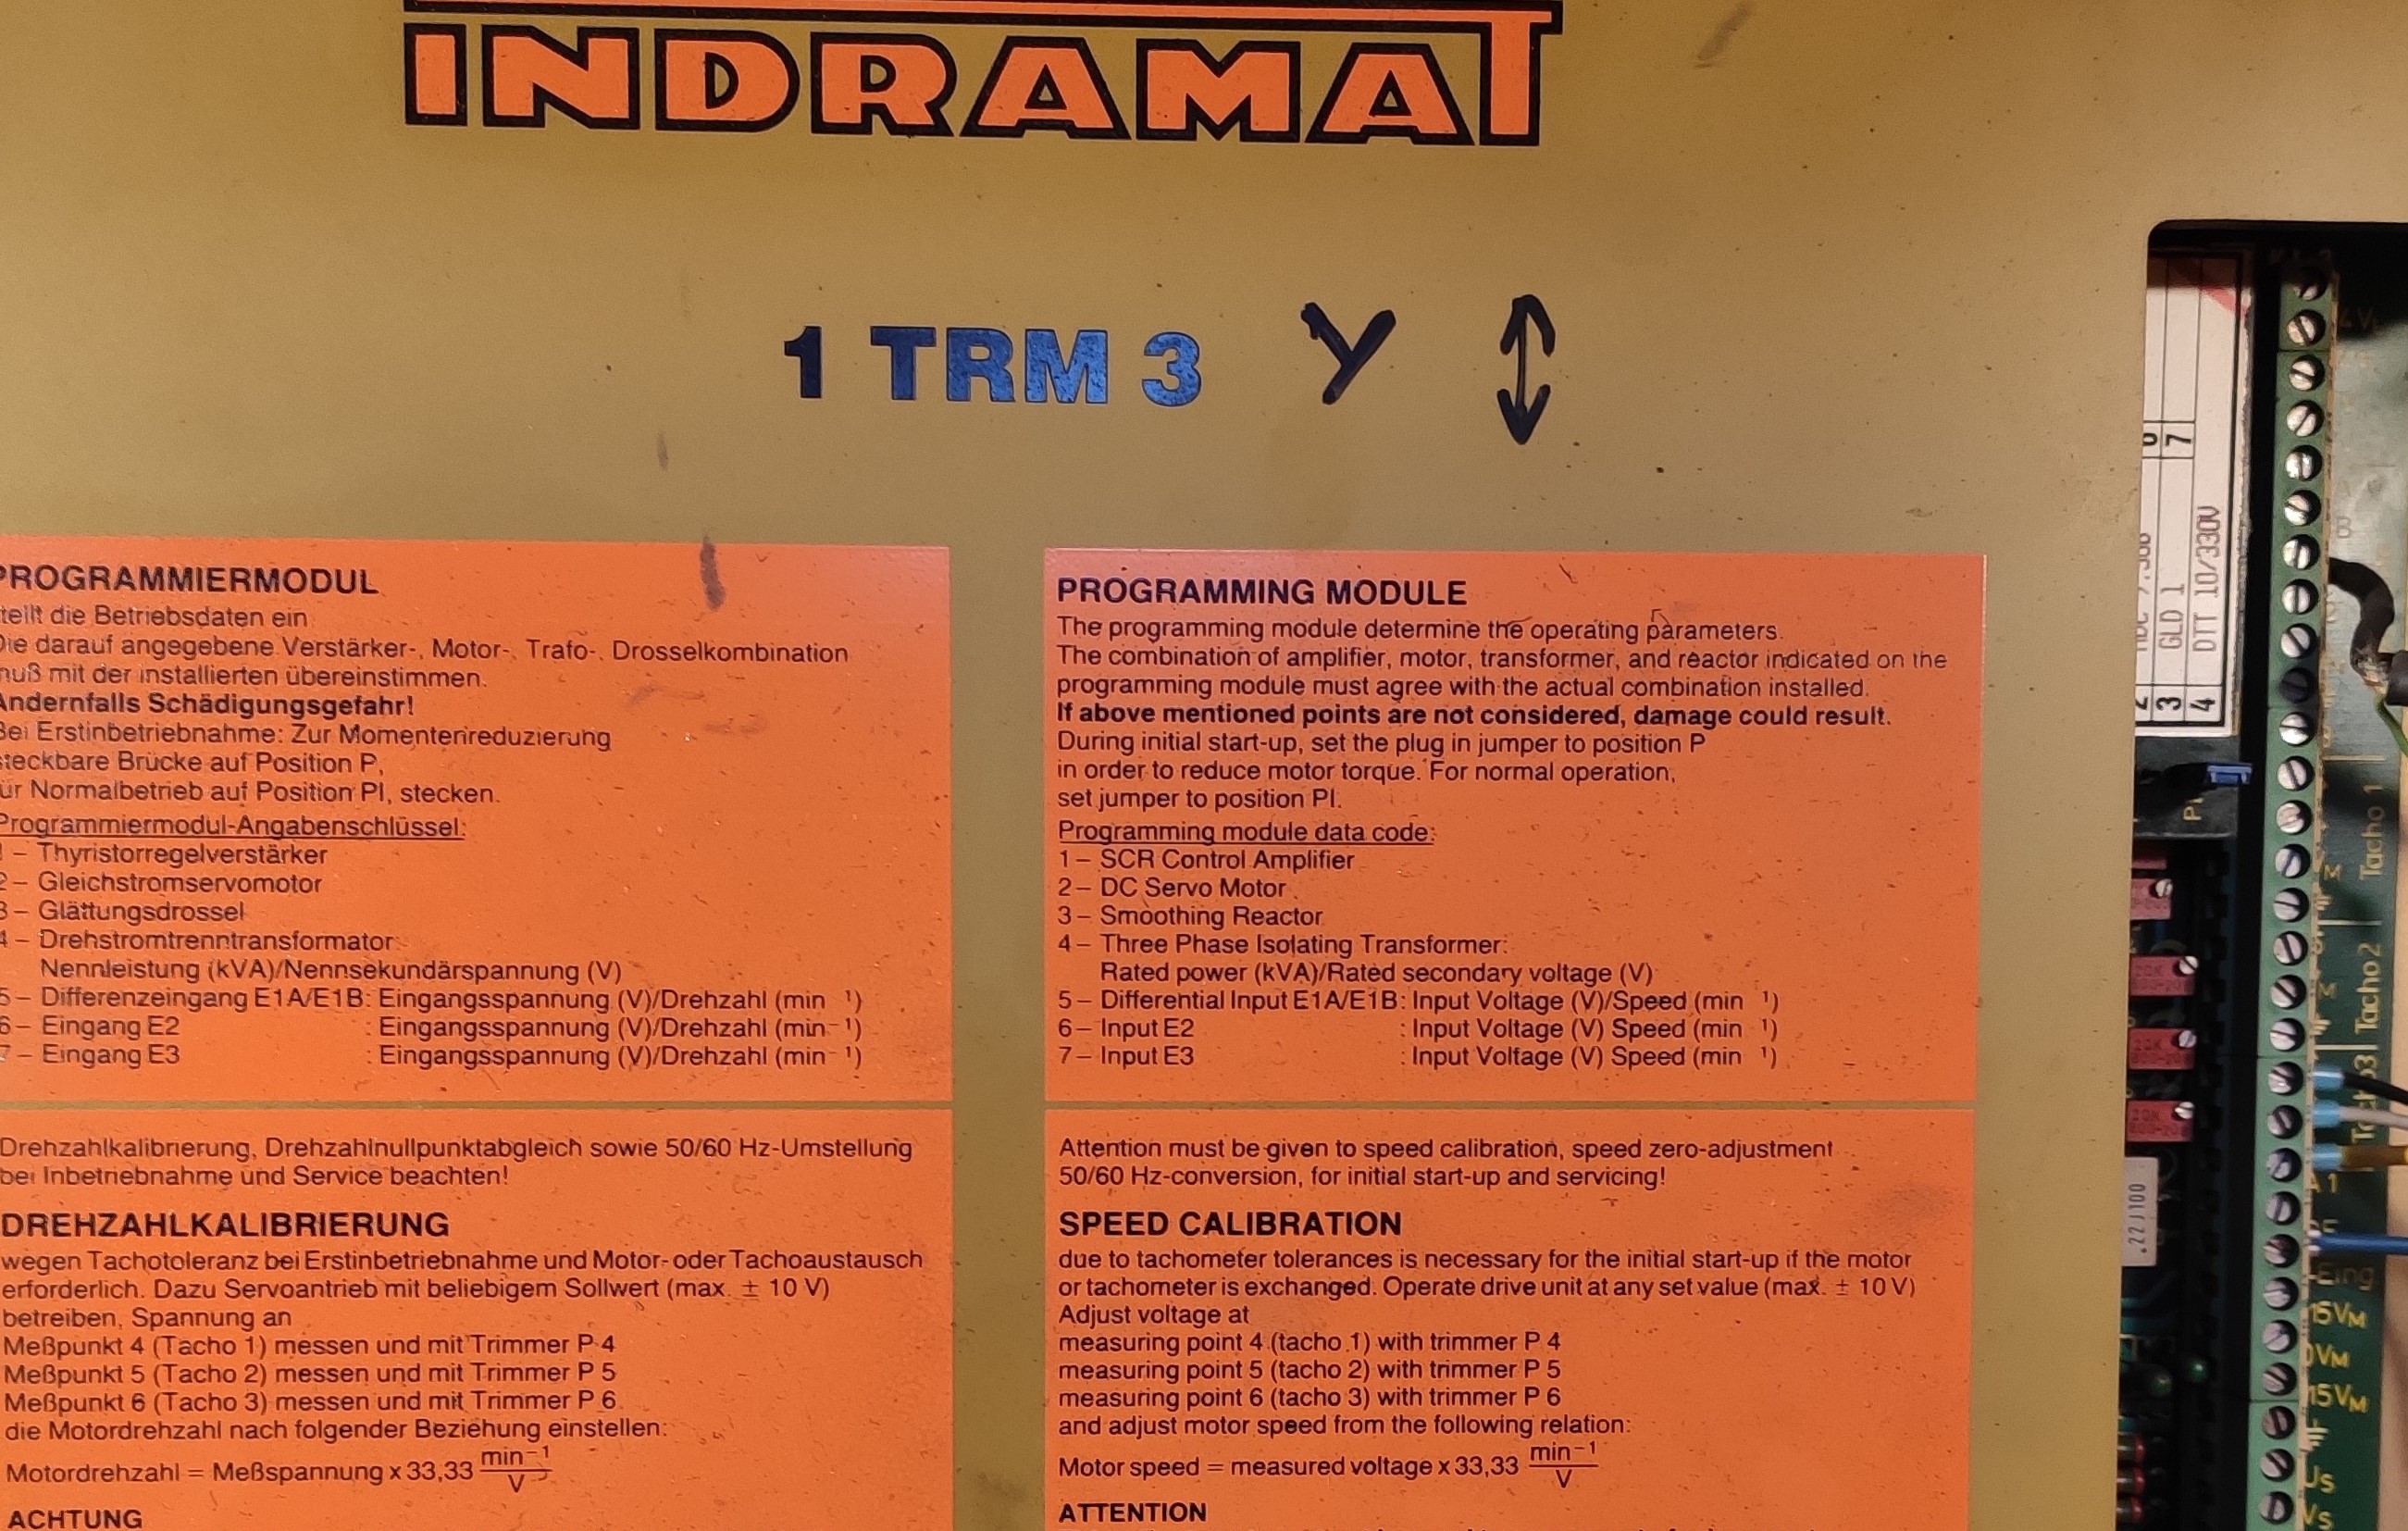 INDRAMAT
1 TRM 3 Y
PROGRAMMIERMODUL
die Betriebsdaten ein
darauf angegebene Verstärker-, Motor-, Trafo-, Drosselkombination
mit der installierten übereinstimmen.
Andernfalls Schädigungsgefahr!
Bei Erstinbetriebnahme: Zur Momentenreduzierung
steckbare Brücke auf Position P,
Normalbetrieb auf Position PI, stecken.
Programmiermodul-Angabenschlüssel:
– Thyristorregelverstärker
2 – Gleichstromservomotor
3 – Glättungsdrossel
4 – Drehstromtrenntransformator:
Nennleistung (kVA)/Nennsekundärspannung (V)
5 – Differenzeingang E1A/E1B: Eingangsspannung (V)/Drehzahl (min ¹)
6 – Eingang E2 : Eingangsspannung (V)/Drehzahl (min⁻¹)
7 – Eingang E3 : Eingangsspannung (V)/Drehzahl (min⁻¹)
Drehzahlkalibrierung, Drehzahlnullpunktabgleich sowie 50/60 Hz-Umstellung
bei Inbetriebnahme und Service beachten!
DREHZAHLKALIBRIERUNG
wegen Tachotoleranz bei Erstinbetriebnahme und Motor- oder Tachoaustausch
erforderlich. Dazu Servoantrieb mit beliebigem Sollwert (max. ± 10 V)
betreiben, Spannung an
Meßpunkt 4 (Tacho 1) messen und mit Trimmer P 4
Meßpunkt 5 (Tacho 2) messen und mit Trimmer P 5
Meßpunkt 6 (Tacho 3) messen und mit Trimmer P 6
die Motordrehzahl nach folgender Beziehung einstellen:
Motordrehzahl = Meßspannung x 33,33 min⁻¹/V
ACHTUNG
PROGRAMMING MODULE
The programming module determine the operating parameters.
The combination of amplifier, motor, transformer, and reactor indicated on the
programming module must agree with the actual combination installed.
If above mentioned points are not considered, damage could result.
During initial start-up, set the plug in jumper to position P
in order to reduce motor torque. For normal operation,
set jumper to position PI.
Programming module data code:
1 – SCR Control Amplifier
2 – DC Servo Motor
3 – Smoothing Reactor
4 – Three Phase Isolating Transformer:
Rated power (kVA)/Rated secondary voltage (V)
5 – Differential Input E1A/E1B: Input Voltage (V)/Speed (min ¹)
6 – Input E2 : Input Voltage (V) Speed (min ¹)
7 – Input E3 : Input Voltage (V) Speed (min ¹)
Attention must be given to speed calibration, speed zero-adjustment
50/60 Hz-conversion, for initial start-up and servicing!
SPEED CALIBRATION
due to tachometer tolerances is necessary for the initial start-up if the motor
or tachometer is exchanged. Operate drive unit at any set value (max. ± 10 V)
Adjust voltage at
measuring point 4 (tacho 1) with trimmer P 4
measuring point 5 (tacho 2) with trimmer P 5
measuring point 6 (tacho 3) with trimmer P 6
and adjust motor speed from the following relation:
Motor speed = measured voltage x 33,33 min⁻¹/V
ATTENTION
3 GLD 1 7
4 DTT 10/330V
.22J100
Tacho 1
Tacho 2
15VM
0VM
15VM